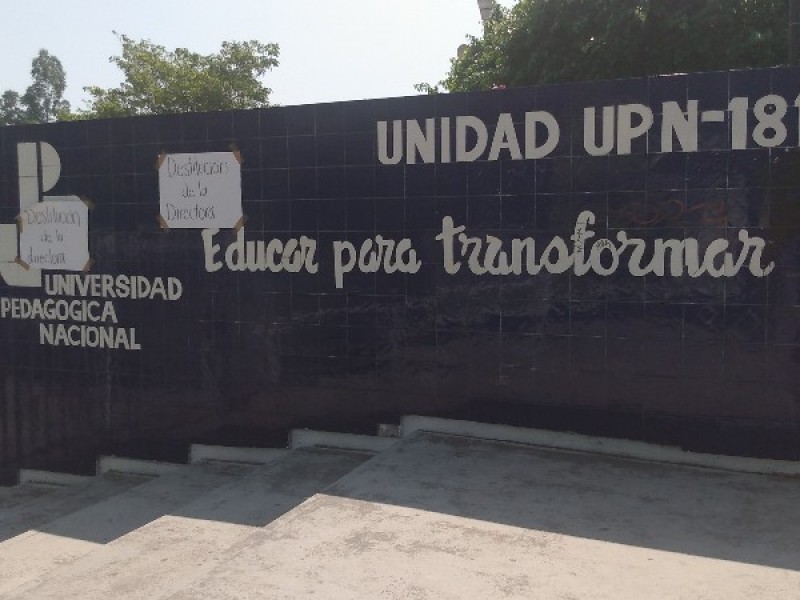 UNIDAD UPN-181
Destitución
de la
Directora
Destitución
de la
directora
Educar para transformar
UNIVERSIDAD
PEDAGOGICA
NACIONAL